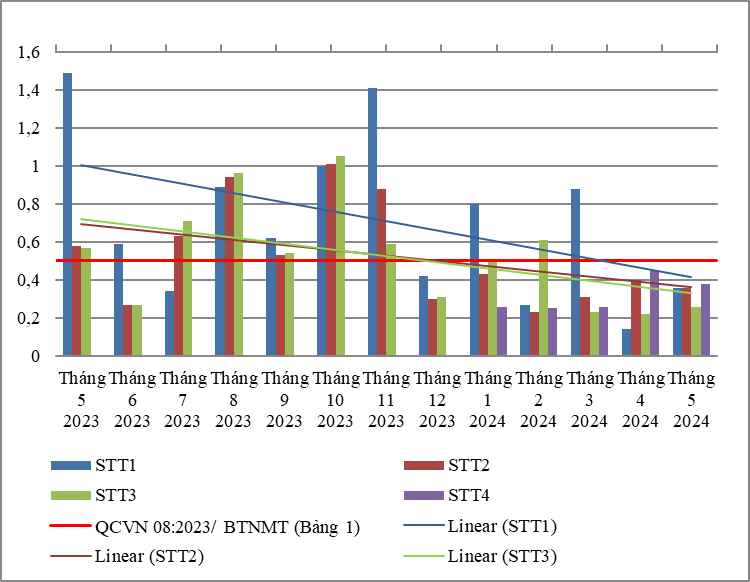 1,6
1,4
1,2
1
0,8
0,6
0,4
0,2
0
Tháng Tháng Tháng Tháng Tháng Tháng Tháng Tháng Tháng Tháng Tháng Tháng Tháng
5 6 7 8 9 10 11 12 1 2 3 4 5
2023 2023 2023 2023 2023 2023 2023 2023 2024 2024 2024 2024 2024
STT1 STT2
STT3 STT4
QCVN 08:2023/ BTNMT (Bảng 1) Linear (STT1)
Linear (STT2) Linear (STT3)